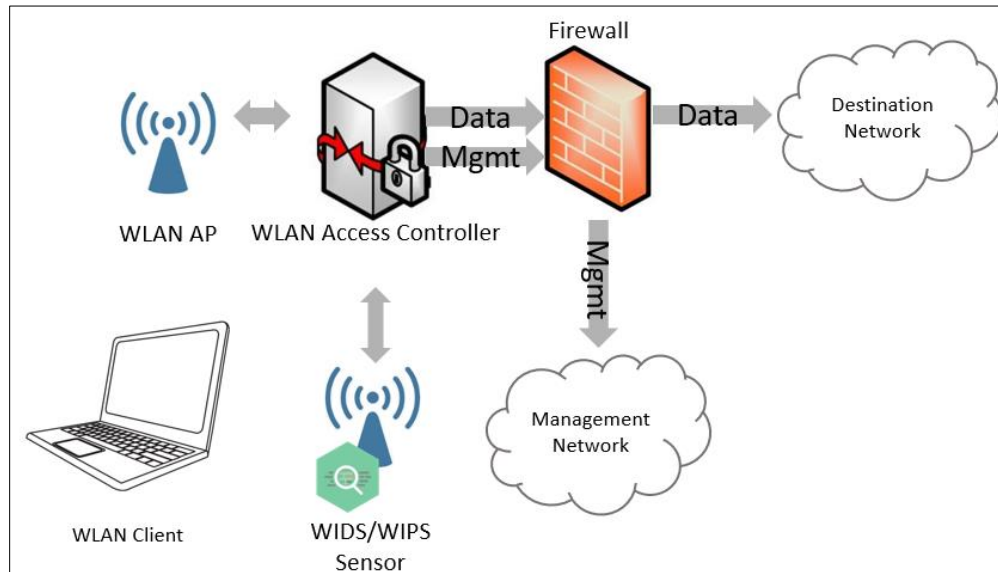 Firewall
Data
Mgmt
Data
Destination
Network
WLAN AP
WLAN Access Controller
Mgmt
Management
Network
WLAN Client
WIDS/WIPS
Sensor